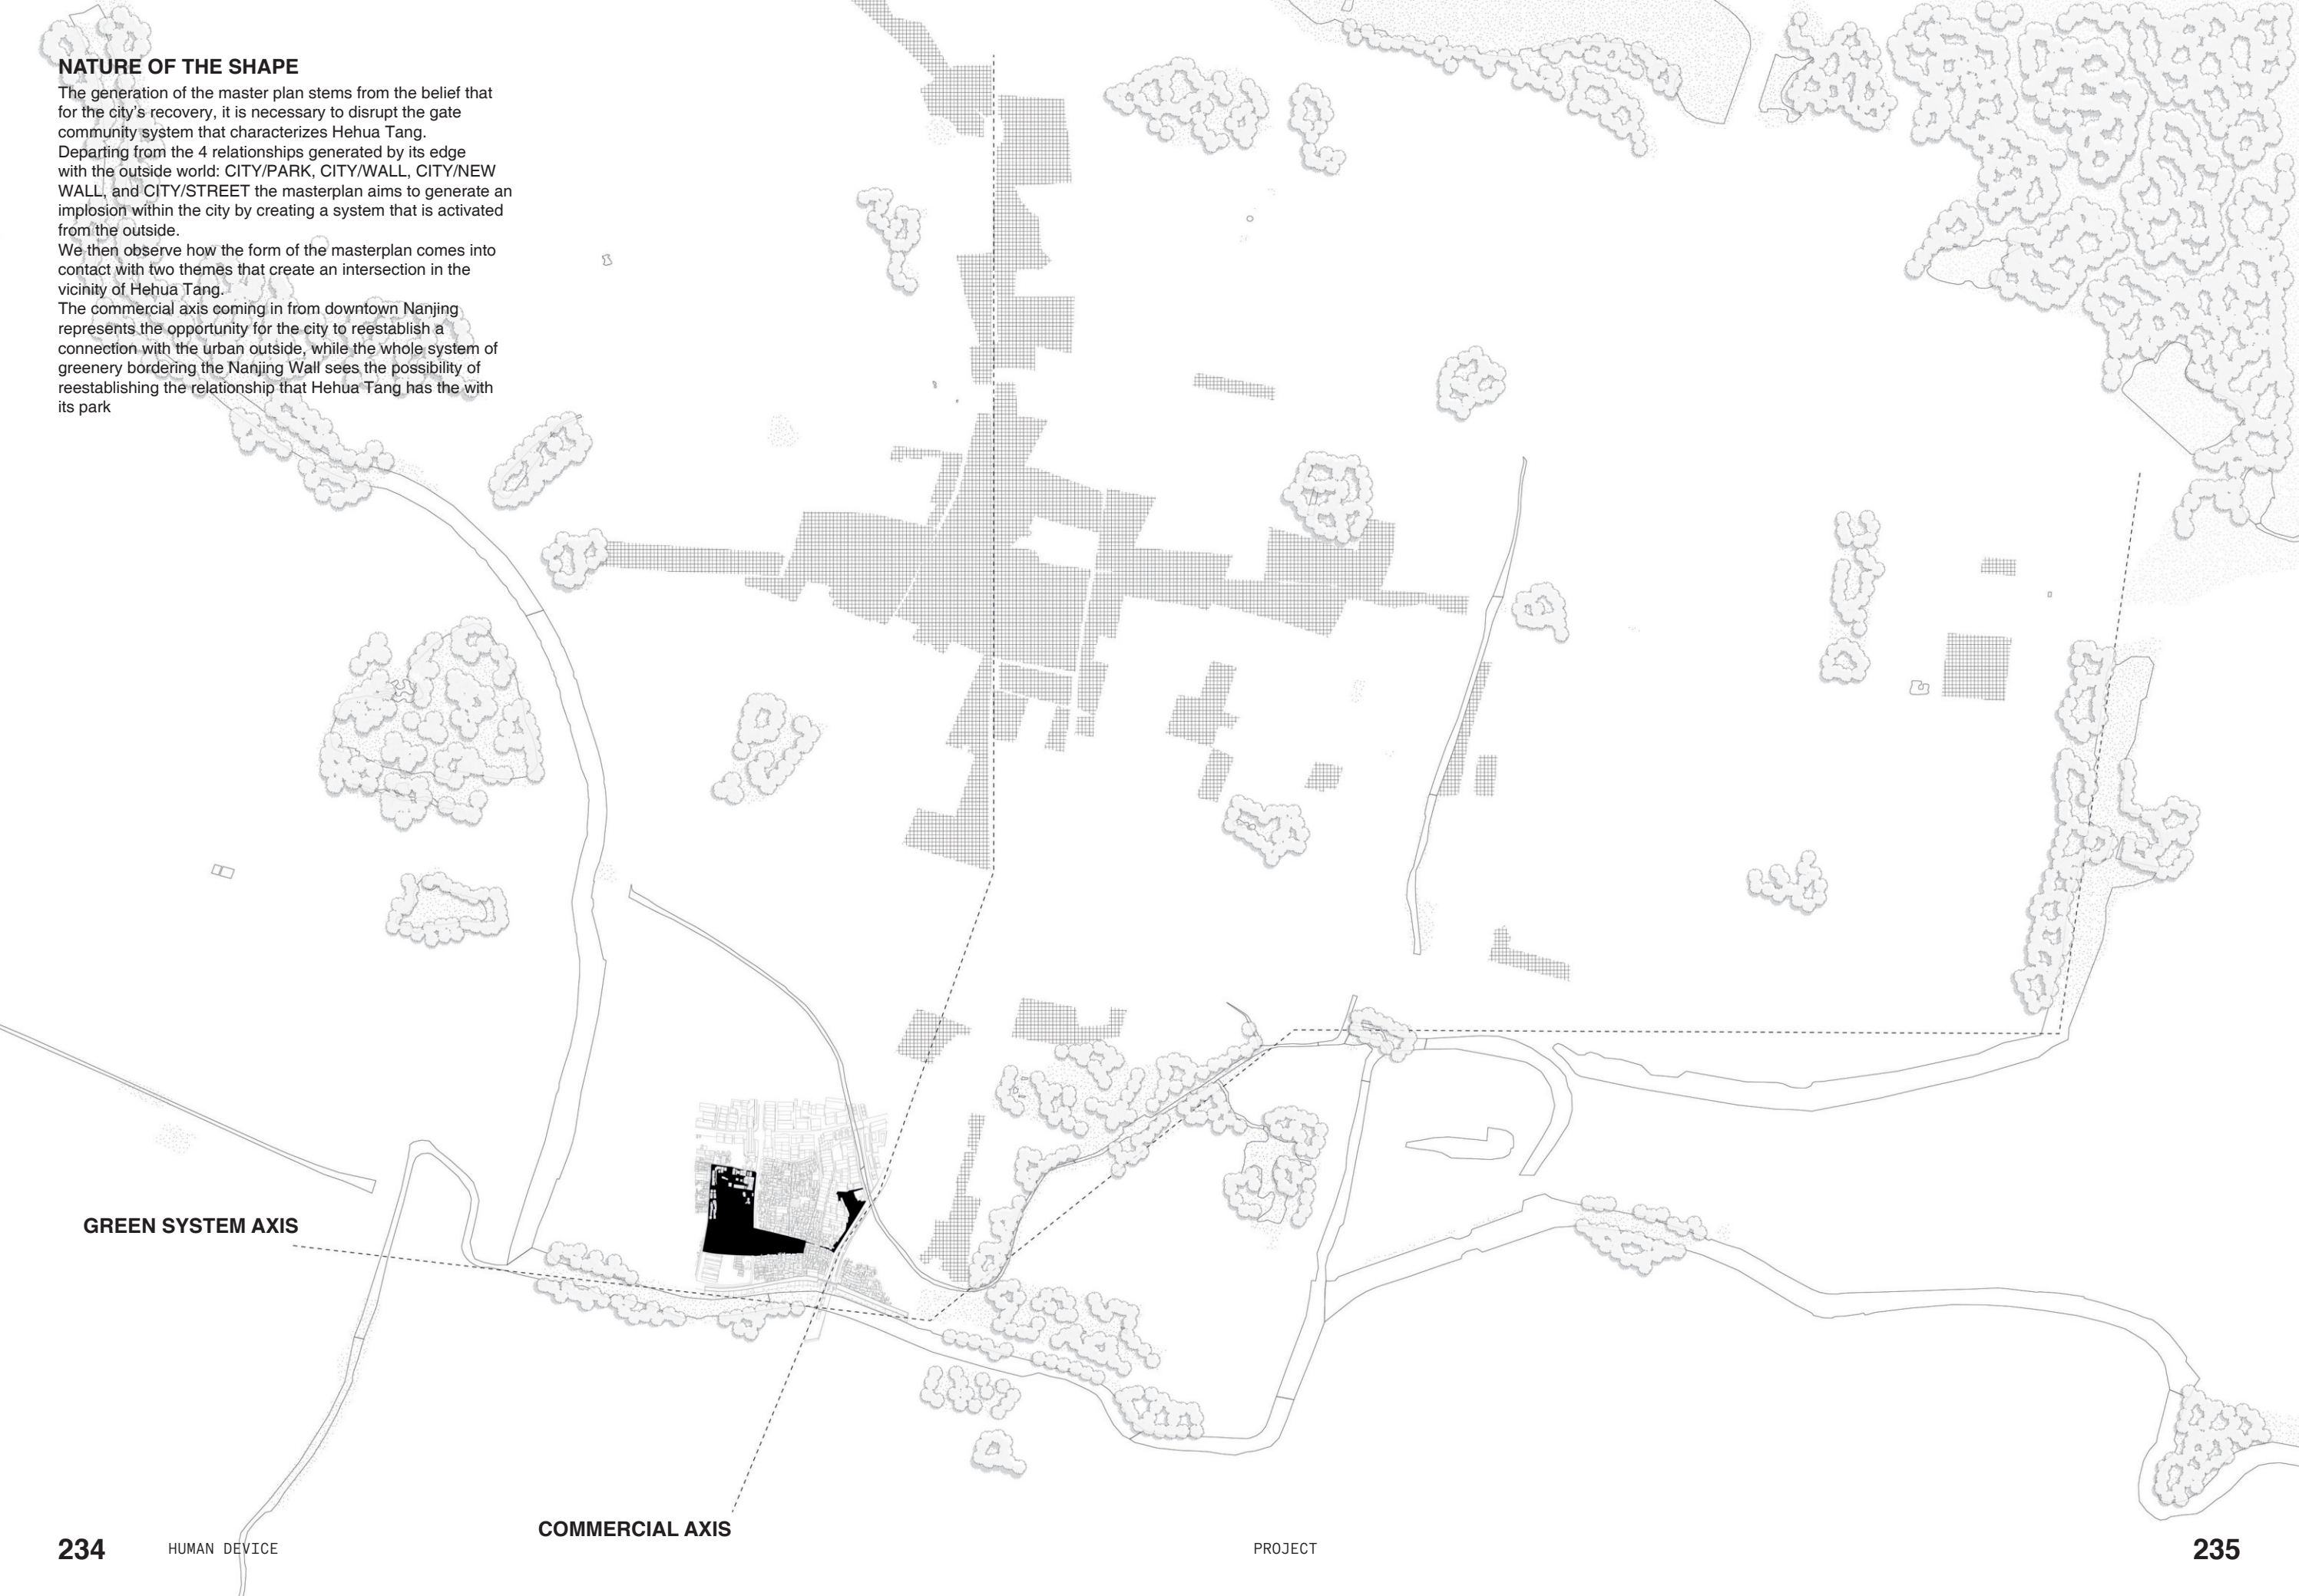 NATURE OF THE SHAPE
The generation of the master plan stems from the belief that
for the city's recovery, it is necessary to disrupt the gate
community system that characterizes Hehua Tang.
Departing from the 4 relationships generated by its edge
with the outside world: CITY/PARK, CITY/WALL, CITY/NEW
WALL, and CITY/STREET the masterplan aims to generate an
implosion within the city by creating a system that is activated
from the outside.
We then observe how the form of the masterplan comes into
contact with two themes that create an intersection in the
vicinity of Hehua Tang.
The commercial axis coming in from downtown Nanjing
represents the opportunity for the city to reestablish a
connection with the urban outside, while the whole system of
greenery bordering the Nanjing Wall sees the possibility of
reestablishing the relationship that Hehua Tang has the with
its park
GREEN SYSTEM AXIS
COMMERCIAL AXIS
234
HUMAN DEVICE
PROJECT
235